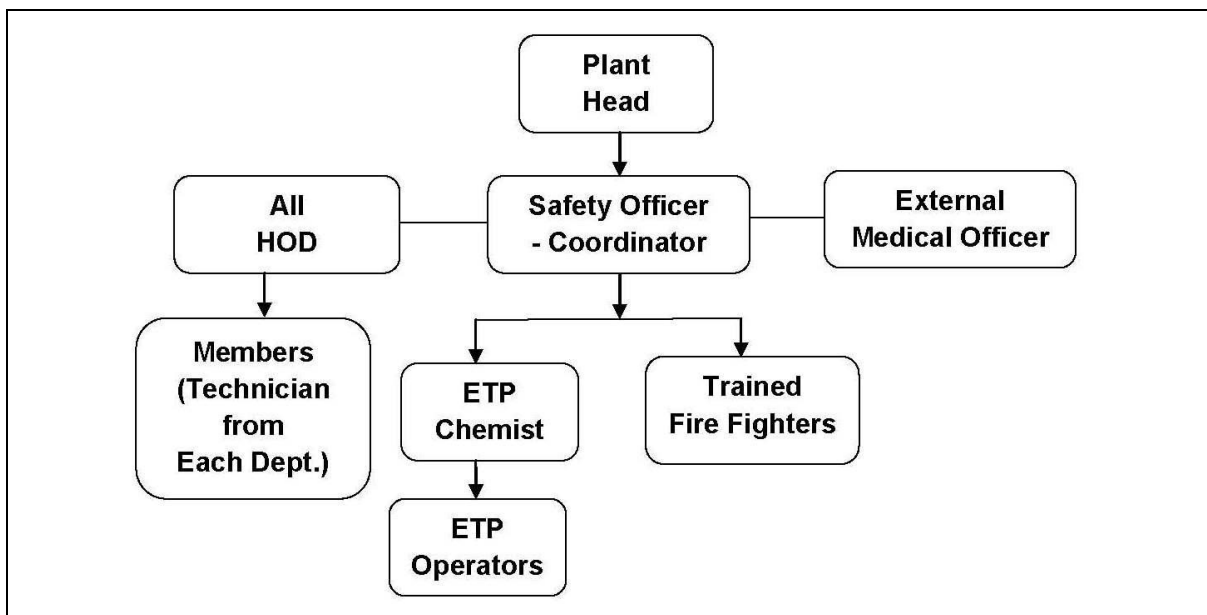 Plant
Head
All
HOD
Safety Officer
- Coordinator
External
Medical Officer
Members
(Technician
from
Each Dept.)
ETP
Chemist
Trained
Fire Fighters
ETP
Operators